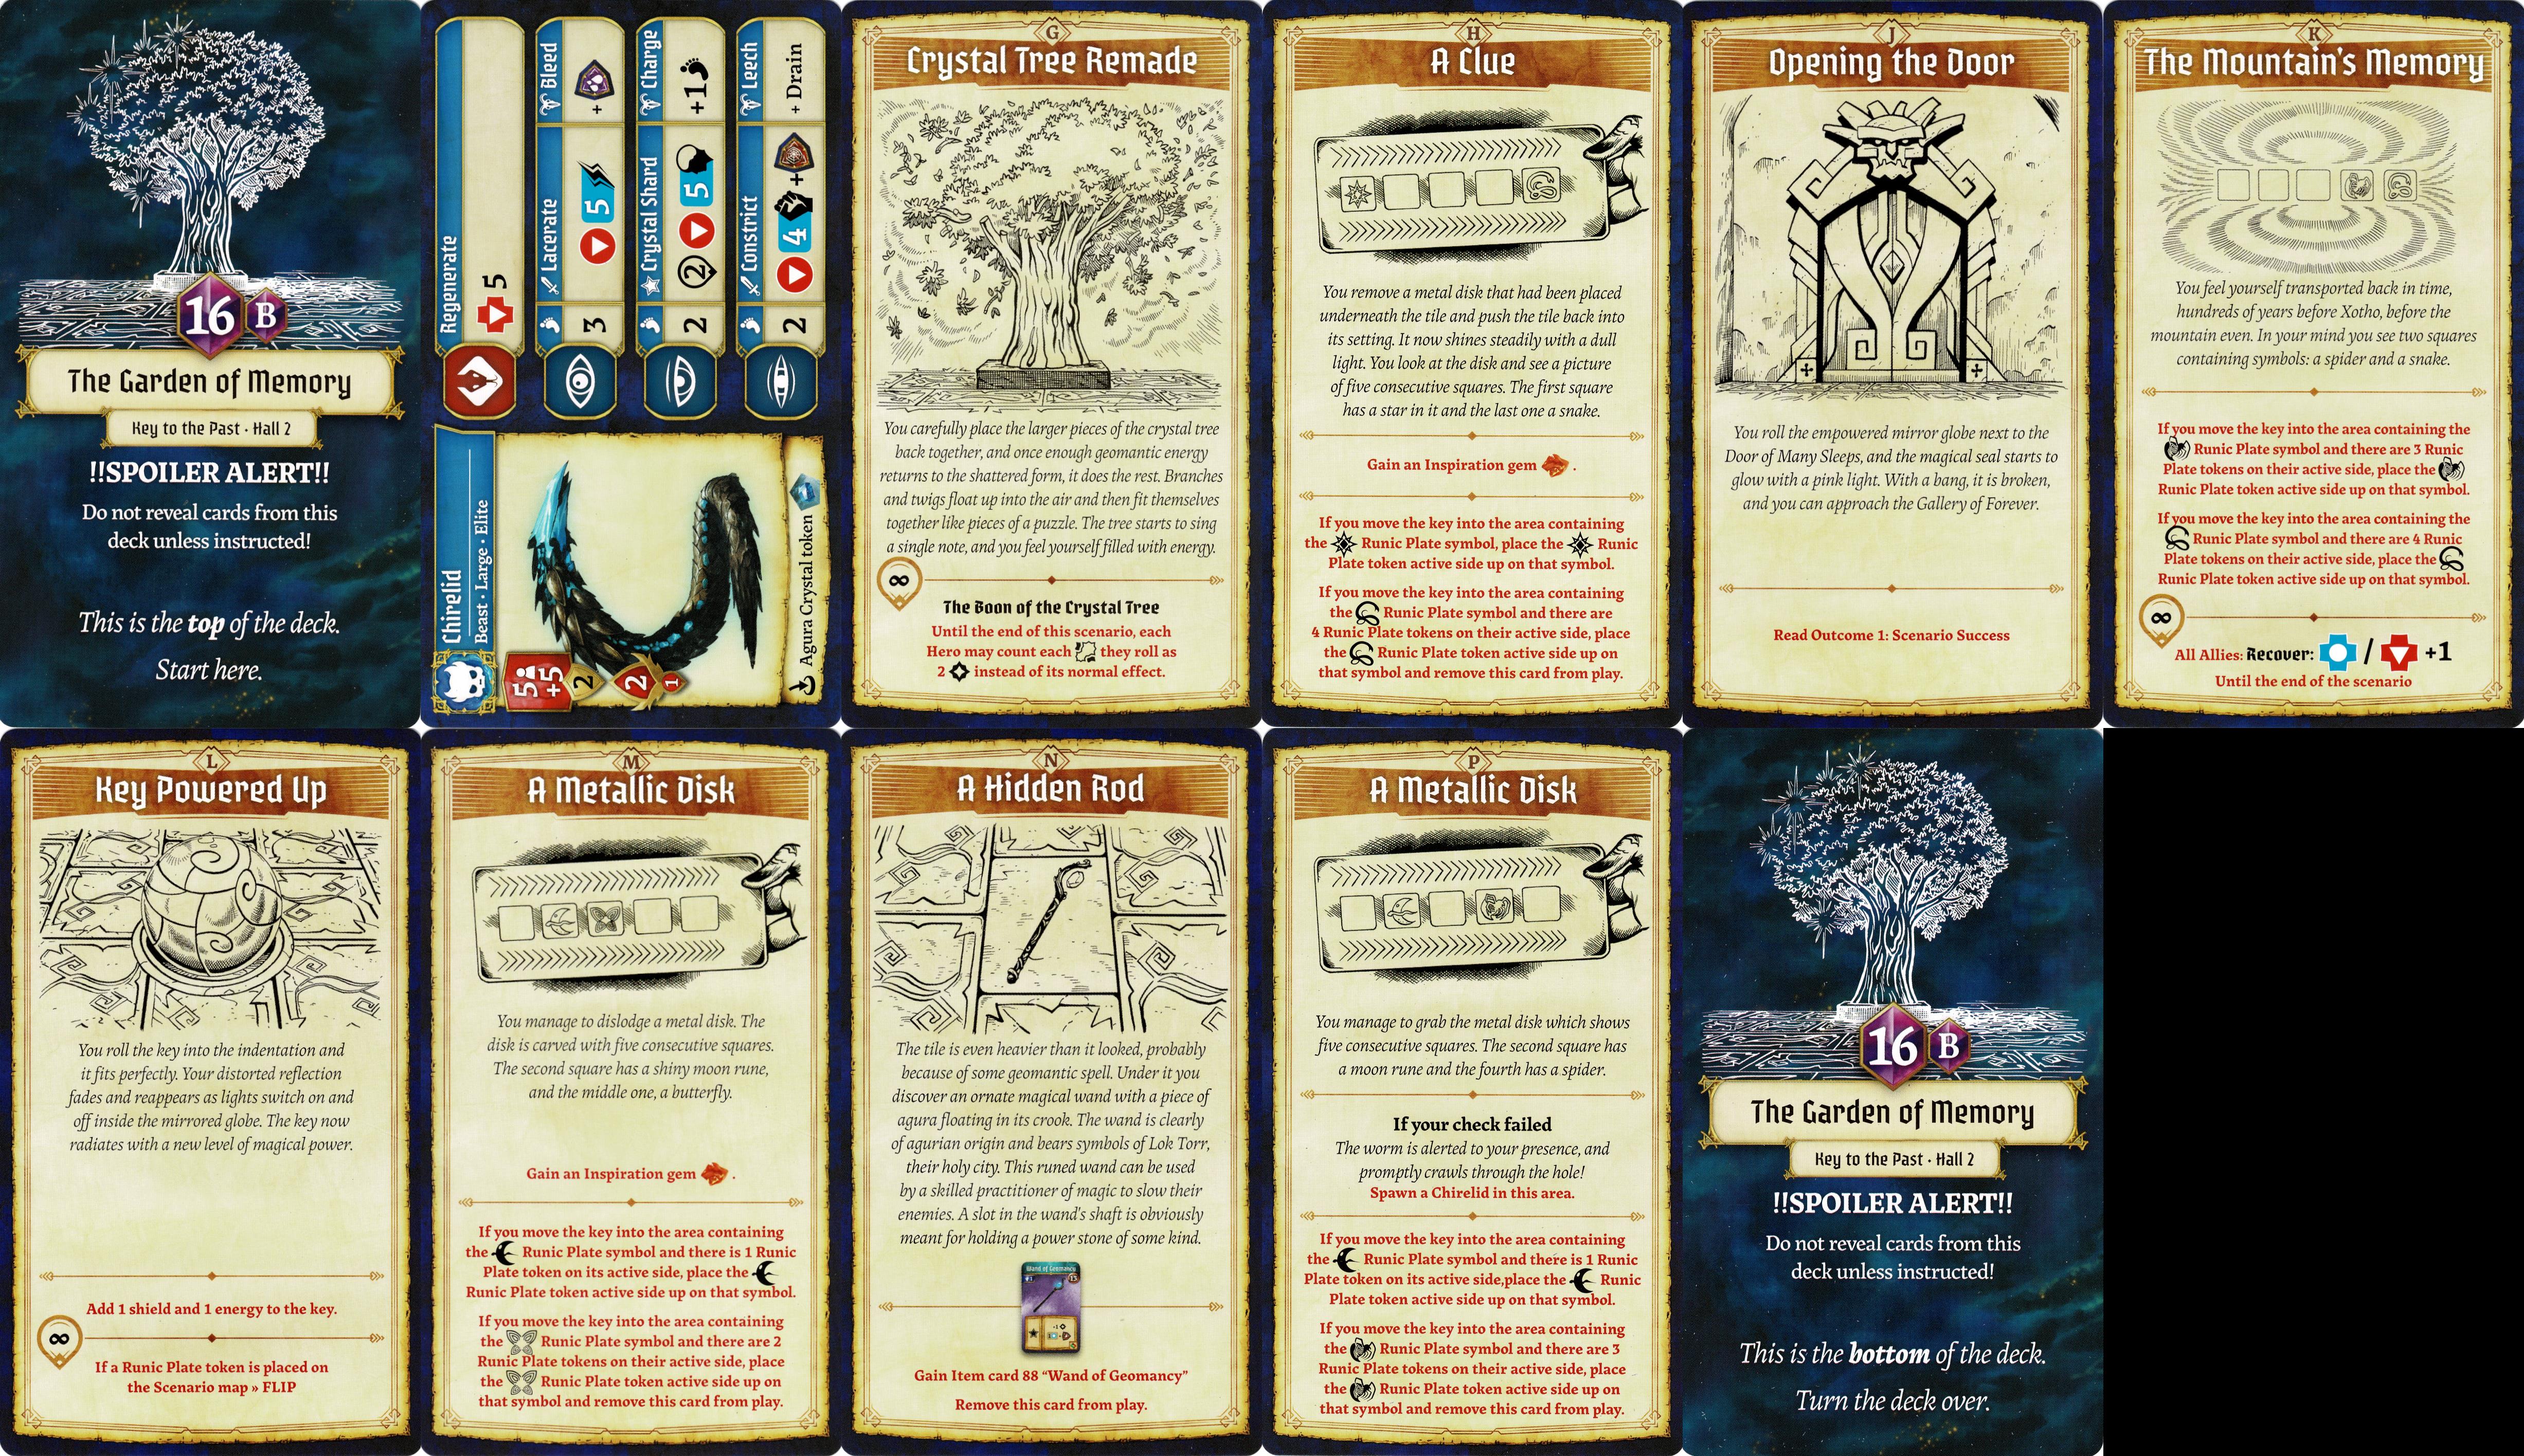 L
Key Powered Up
You roll the key into the indentation and
it fits perfectly. Your distorted reflection
fades and reappears as lights switch on and
off inside the mirrored globe. The key now
radiates with a new level of magical power.
Add 1 shield and 1 energy to the key.
∞
If a Runic Plate token is placed on
the Scenario map » FLIP
The Garden of Memory
16 B
Key to the Past · Hall 2
!!SPOILER ALERT!!
Do not reveal cards from this
deck unless instructed!!
This is the top of the deck.
Start here.
M
A Metallic Disk
You manage to dislodge a metal disk. The
disk is carved with five consecutive squares.
The second square has a shiny moon rune,
and the middle one, a butterfly.
Gain an Inspiration gem .
If you move the key into the area containing
the Runic Plate symbol and there is 1 Runic
Plate token on its active side, place the
Runic Plate token active side up on that symbol.
If you move the key into the area containing
the Runic Plate symbol and there are 2
Runic Plate tokens on their active side, place
the Runic Plate token active side up on
that symbol and remove this card from play.
Chirelid
Beast · Large · Elite
5
+5
2
2
1
Agura Crystal token
Regenerate
5
Lacerate
Bleed
3
5
+
Crystal Shard
Charge
2
2 5
+1
Constrict
Leech
2
4 +
+ Drain
N
A Hidden Rod
The tile is even heavier than it looked, probably
because of some geomantic spell. Under it you
discover an ornate magical wand with a piece of
agura floating in its crook. The wand is clearly
of agurian origin and bears symbols of Lok Torr,
their holy city. This runed wand can be used
by a skilled practitioner of magic to slow their
enemies. A slot in the wand's shaft is obviously
meant for holding a power stone of some kind.
Wand of Geomancy
Gain Item card 88 "Wand of Geomancy"
Remove this card from play.
G
Crystal Tree Remade
You carefully place the larger pieces of the crystal tree
back together, and once enough geomantic energy
returns to the shattered form, it does the rest. Branches
and twigs float up into the air and then fit themselves
together like pieces of a puzzle. The tree starts to sing
a single note, and you feel yourself filled with energy.
∞
The Boon of the Crystal Tree
Until the end of this scenario, each
Hero may count each they roll as
2 instead of its normal effect.
P
A Metallic Disk
You manage to grab the metal disk which shows
five consecutive squares. The second square has
a moon rune and the fourth has a spider.
If your check failed
The worm is alerted to your presence, and
promptly crawls through the hole!
Spawn a Chirelid in this area.
If you move the key into the area containing
the Runic Plate symbol and there is 1 Runic
Plate token on its active side,place the Runic
Plate token active side up on that symbol.
If you move the key into the area containing
the Runic Plate symbol and there are 3
Runic Plate tokens on their active side, place
the Runic Plate token active side up on
that symbol and remove this card from play.
H
A Clue
You remove a metal disk that had been placed
underneath the tile and push the tile back into
its setting. It now shines steadily with a dull
light. You look at the disk and see a picture
of five consecutive squares. The first square
has a star in it and the last one a snake.
Gain an Inspiration gem .
If you move the key into the area containing
the Runic Plate symbol, place the Runic
Plate token active side up on that symbol.
If you move the key into the area containing
the Runic Plate symbol and there are
4 Runic Plate tokens on their active side, place
the Runic Plate token active side up on
that symbol and remove this card from play.
The Garden of Memory
16 B
Key to the Past · Hall 2
!!SPOILER ALERT!!
Do not reveal cards from this
deck unless instructed!!
This is the bottom of the deck.
Turn the deck over.
J
Opening the Door
You roll the empowered mirror globe next to the
Door of Many Sleeps, and the magical seal starts to
glow with a pink light. With a bang, it is broken,
and you can approach the Gallery of Forever.
Read Outcome 1: Scenario Success
K
The Mountain's Memory
You feel yourself transported back in time,
hundreds of years before Xotho, before the
mountain even. In your mind you see two squares
containing symbols: a spider and a snake.
If you move the key into the area containing the
Runic Plate symbol and there are 3 Runic
Plate tokens on their active side, place the
Runic Plate token active side up on that symbol.
If you move the key into the area containing the
Runic Plate symbol and there are 4 Runic
Plate tokens on their active side, place the
Runic Plate token active side up on that symbol.
∞
All Allies: Recover: / +1
Until the end of the scenario